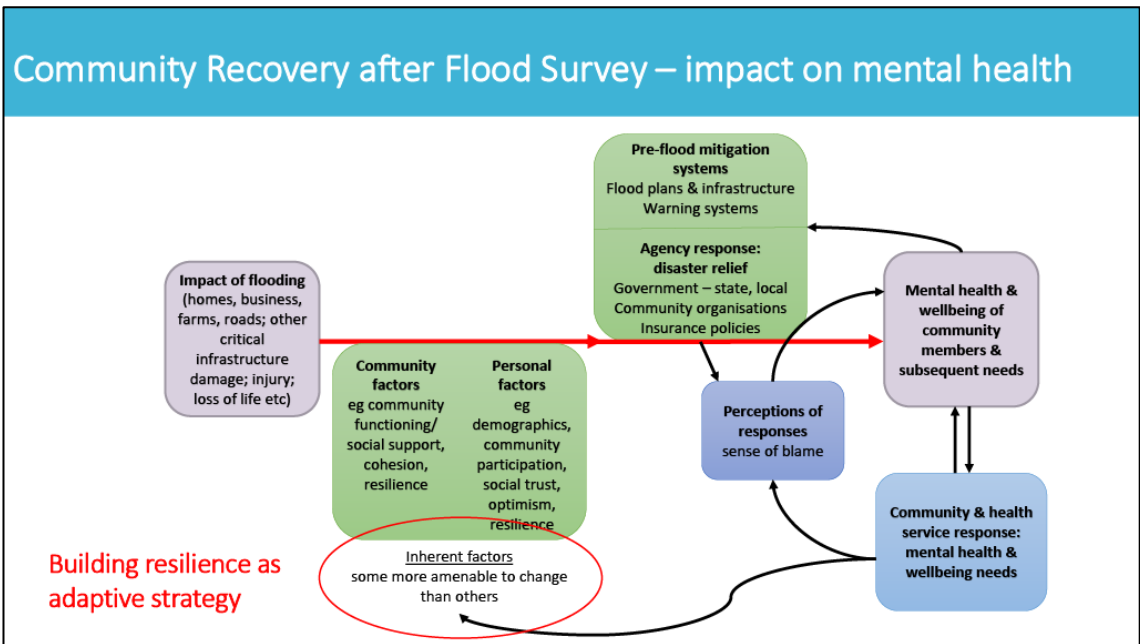 Community Recovery after Flood Survey – impact on mental health
Pre-flood mitigation
systems
Flood plans & infrastructure
Warning systems
Agency response:
disaster relief
Government – state, local
Community organisations
Insurance policies
Impact of flooding
(homes, business,
farms, roads; other
critical
infrastructure
damage; injury;
loss of life etc)
Community
factors
eg community
functioning/
social support,
cohesion,
resilience
Personal
factors
eg
demographics,
community
participation,
social trust,
optimism,
resilience
Perceptions of
responses
sense of blame
Mental health &
wellbeing of
community
members &
subsequent needs
Community & health
service response:
mental health &
wellbeing needs
Inherent factors
some more amenable to change
than others
Building resilience as
adaptive strategy